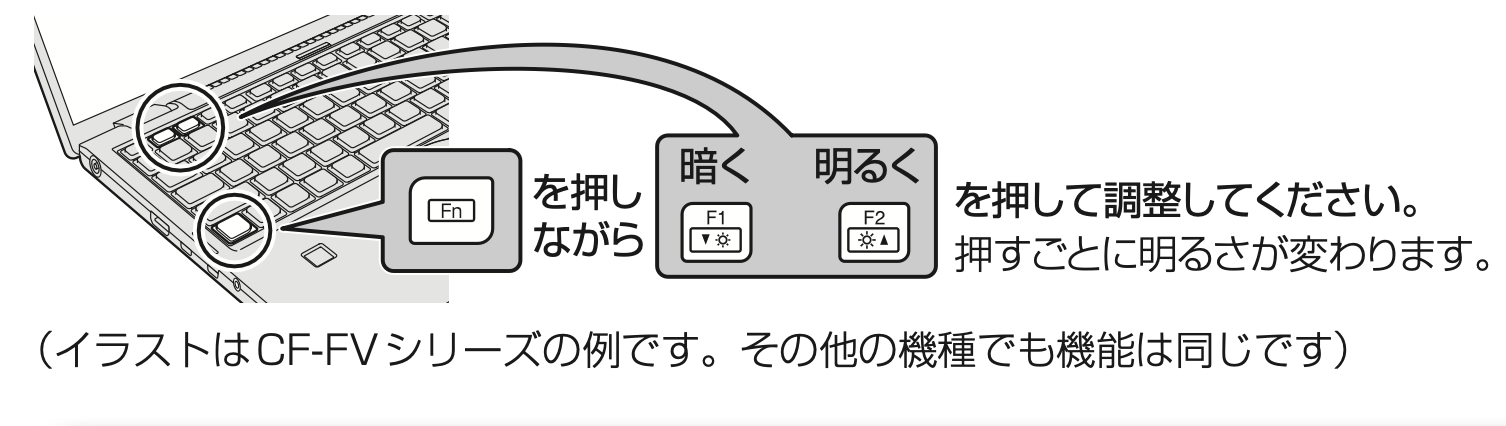 暗く 明るく
Fn を押しながら F1 F2 を押して調整してください。
押すごとに明るさが変わります。
（イラストはCF-FVシリーズの例です。その他の機種でも機能は同じです）